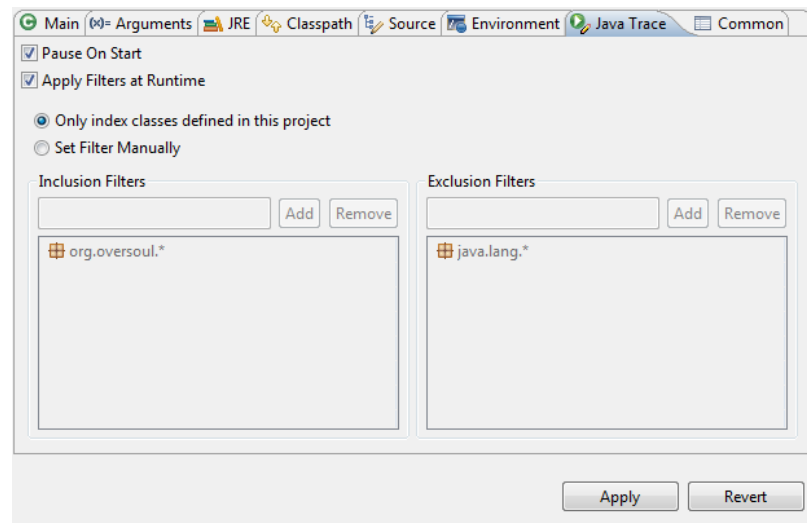 Main (x)= Arguments JRE Classpath Source Environment Java Trace Common
Pause On Start
Apply Filters at Runtime
Only index classes defined in this project
Set Filter Manually
Inclusion Filters Exclusion Filters
Add Remove Add Remove
org.oversoul.* java.lang.*
Apply Revert